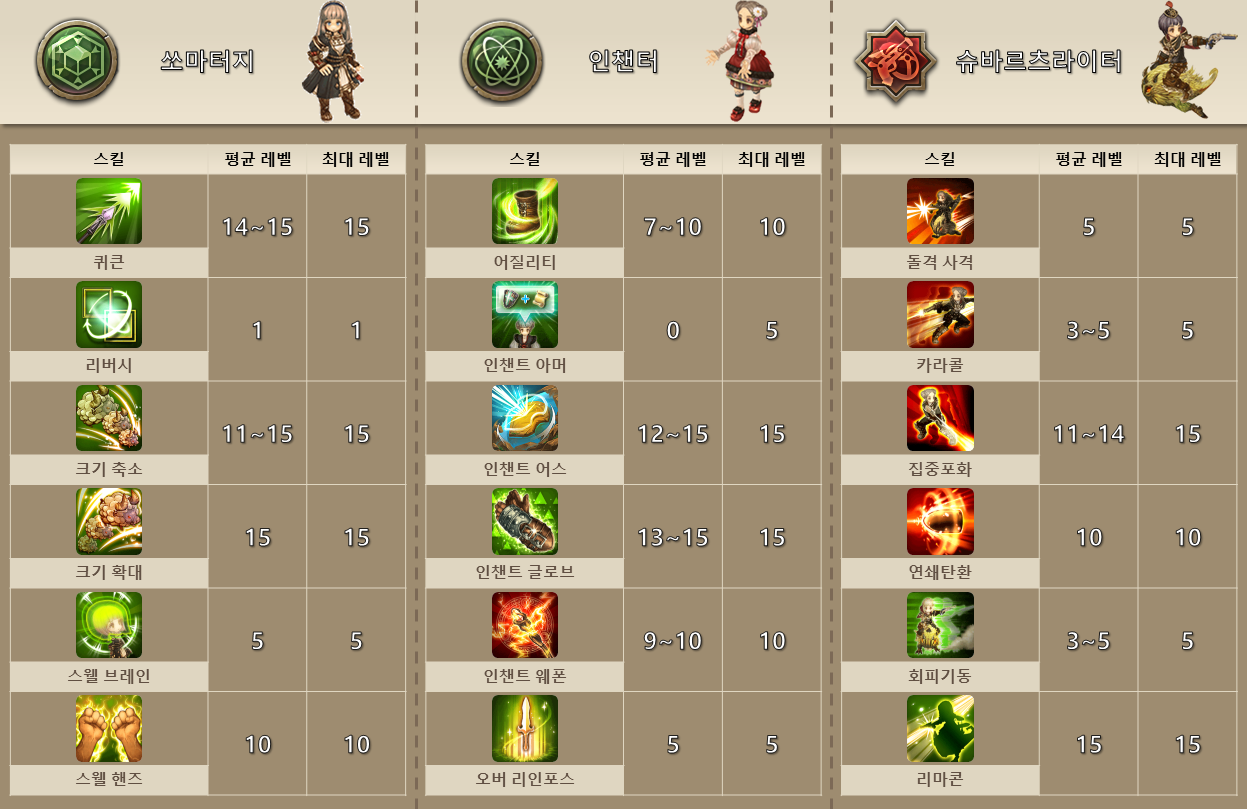 쏘마터지
인챈터
슈바르츠라이터
스킬 평균 레벨 최대 레벨
퀴큰 14~15 15
리버시 1 1
크기 축소 11~15 15
크기 확대 15 15
스웰 브레인 5 5
스웰 핸즈 10 10
스킬 평균 레벨 최대 레벨
어질리티 7~10 10
인챈트 아머 0 5
인챈트 어스 12~15 15
인챈트 글로브 13~15 15
인챈트 웨폰 9~10 10
오버 리인포스 5 5
스킬 평균 레벨 최대 레벨
돌격 사격 5 5
카라콜 3~5 5
집중포화 11~14 15
연쇄탄환 10 10
회피기동 3~5 5
리마콘 15 15